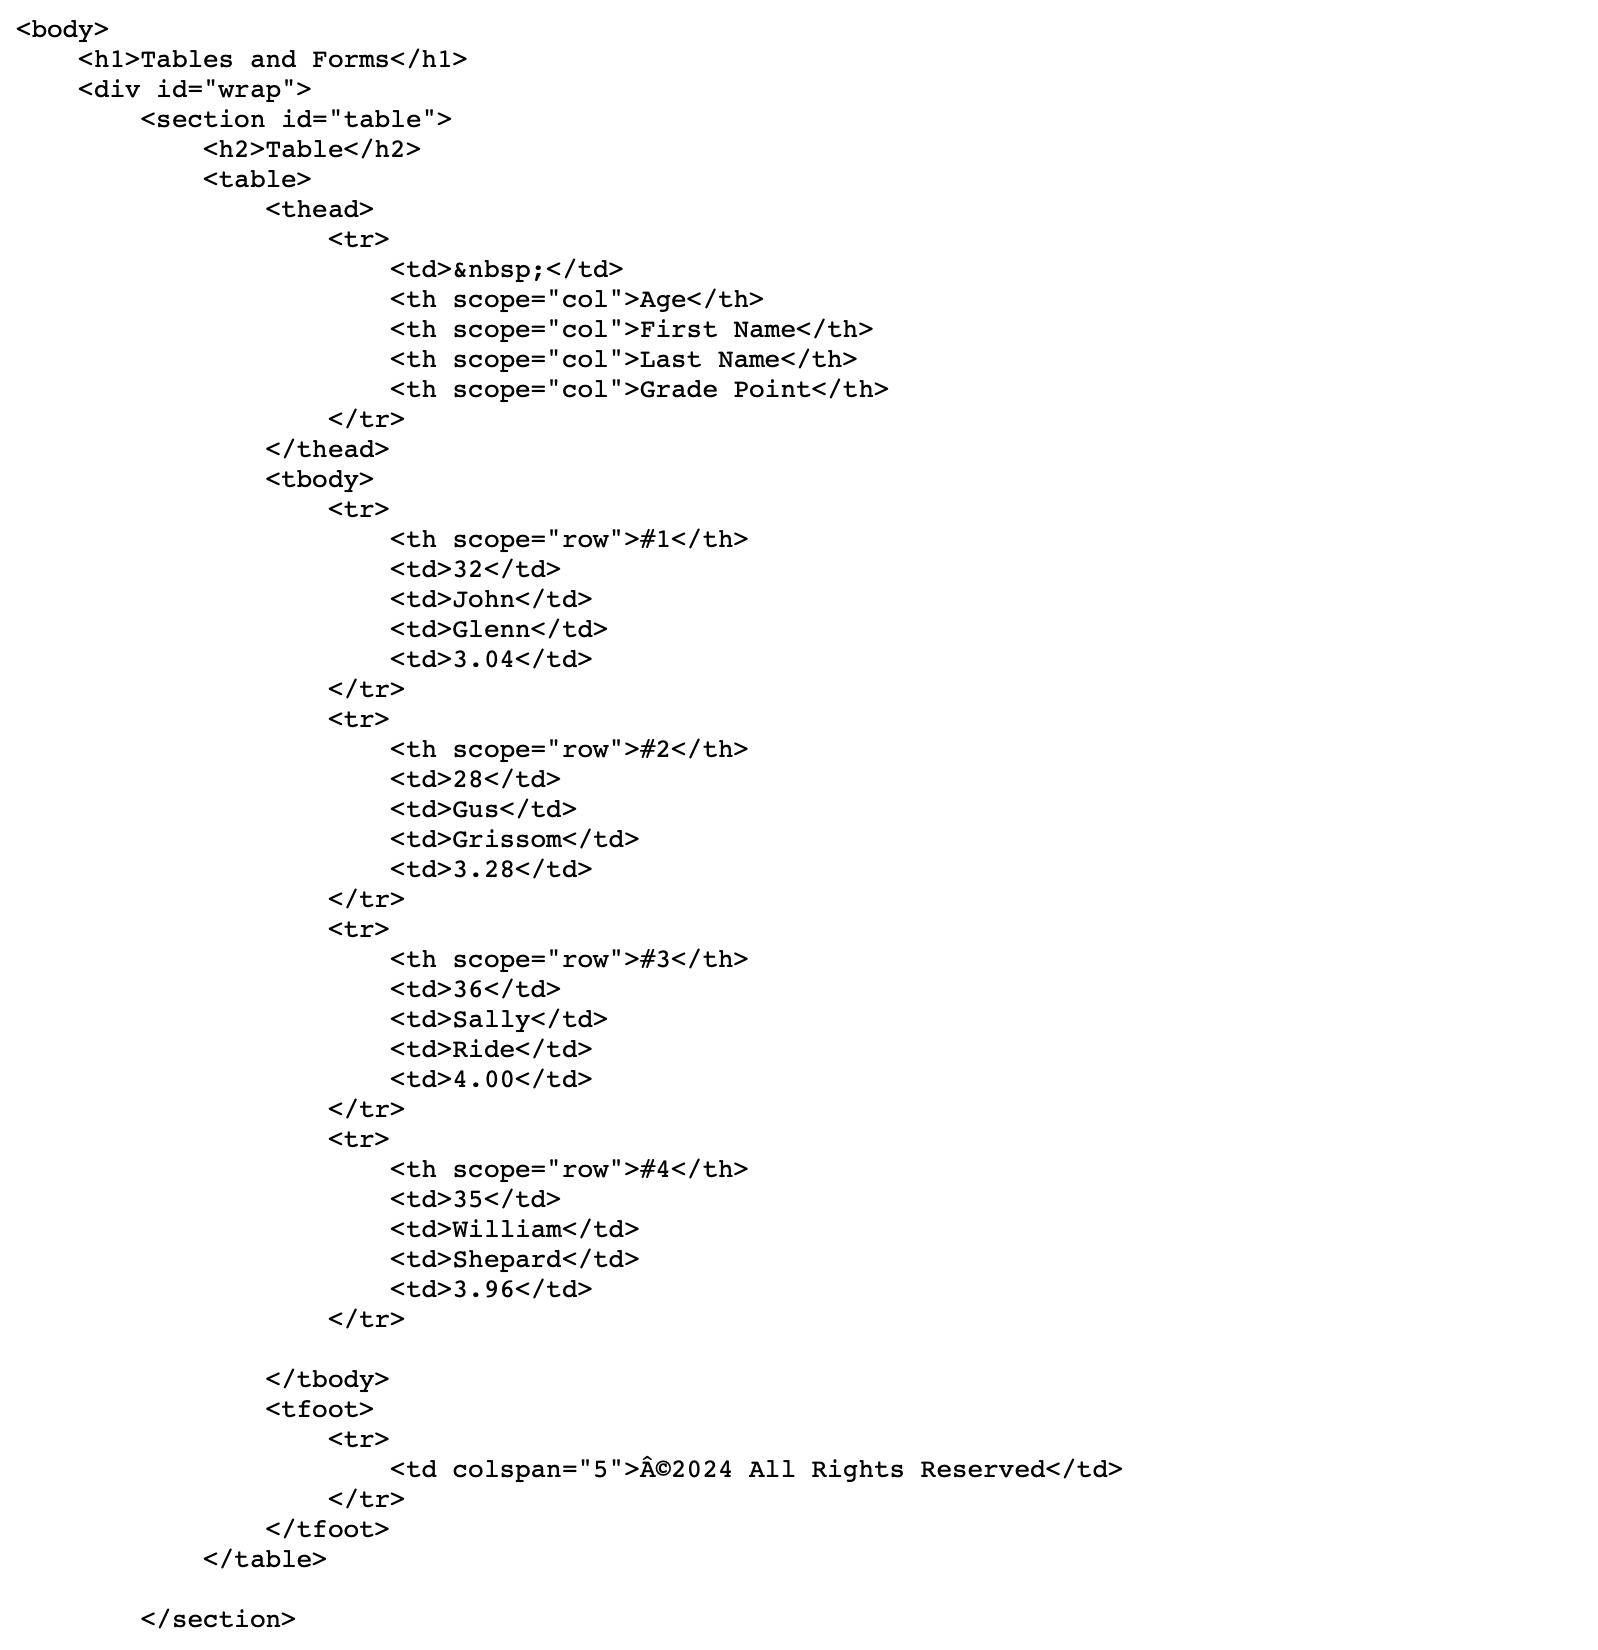 <body>
    <h1>Tables and Forms</h1>
    <div id="wrap">
        <section id="table">
            <h2>Table</h2>
            <table>
                <thead>
                    <tr>
                        <td>&nbsp;</td>
                        <th scope="col">Age</th>
                        <th scope="col">First Name</th>
                        <th scope="col">Last Name</th>
                        <th scope="col">Grade Point</th>
                    </tr>
                </thead>
                <tbody>
                    <tr>
                        <th scope="row">#1</th>
                        <td>32</td>
                        <td>John</td>
                        <td>Glenn</td>
                        <td>3.04</td>
                    </tr>
                    <tr>
                        <th scope="row">#2</th>
                        <td>28</td>
                        <td>Gus</td>
                        <td>Grissom</td>
                        <td>3.28</td>
                    </tr>
                    <tr>
                        <th scope="row">#3</th>
                        <td>36</td>
                        <td>Sally</td>
                        <td>Ride</td>
                        <td>4.00</td>
                    </tr>
                    <tr>
                        <th scope="row">#4</th>
                        <td>35</td>
                        <td>William</td>
                        <td>Shepard</td>
                        <td>3.96</td>
                    </tr>

                </tbody>
                <tfoot>
                    <tr>
                        <td colspan="5">Â©2024 All Rights Reserved</td>
                    </tr>
                </tfoot>
            </table>

        </section>